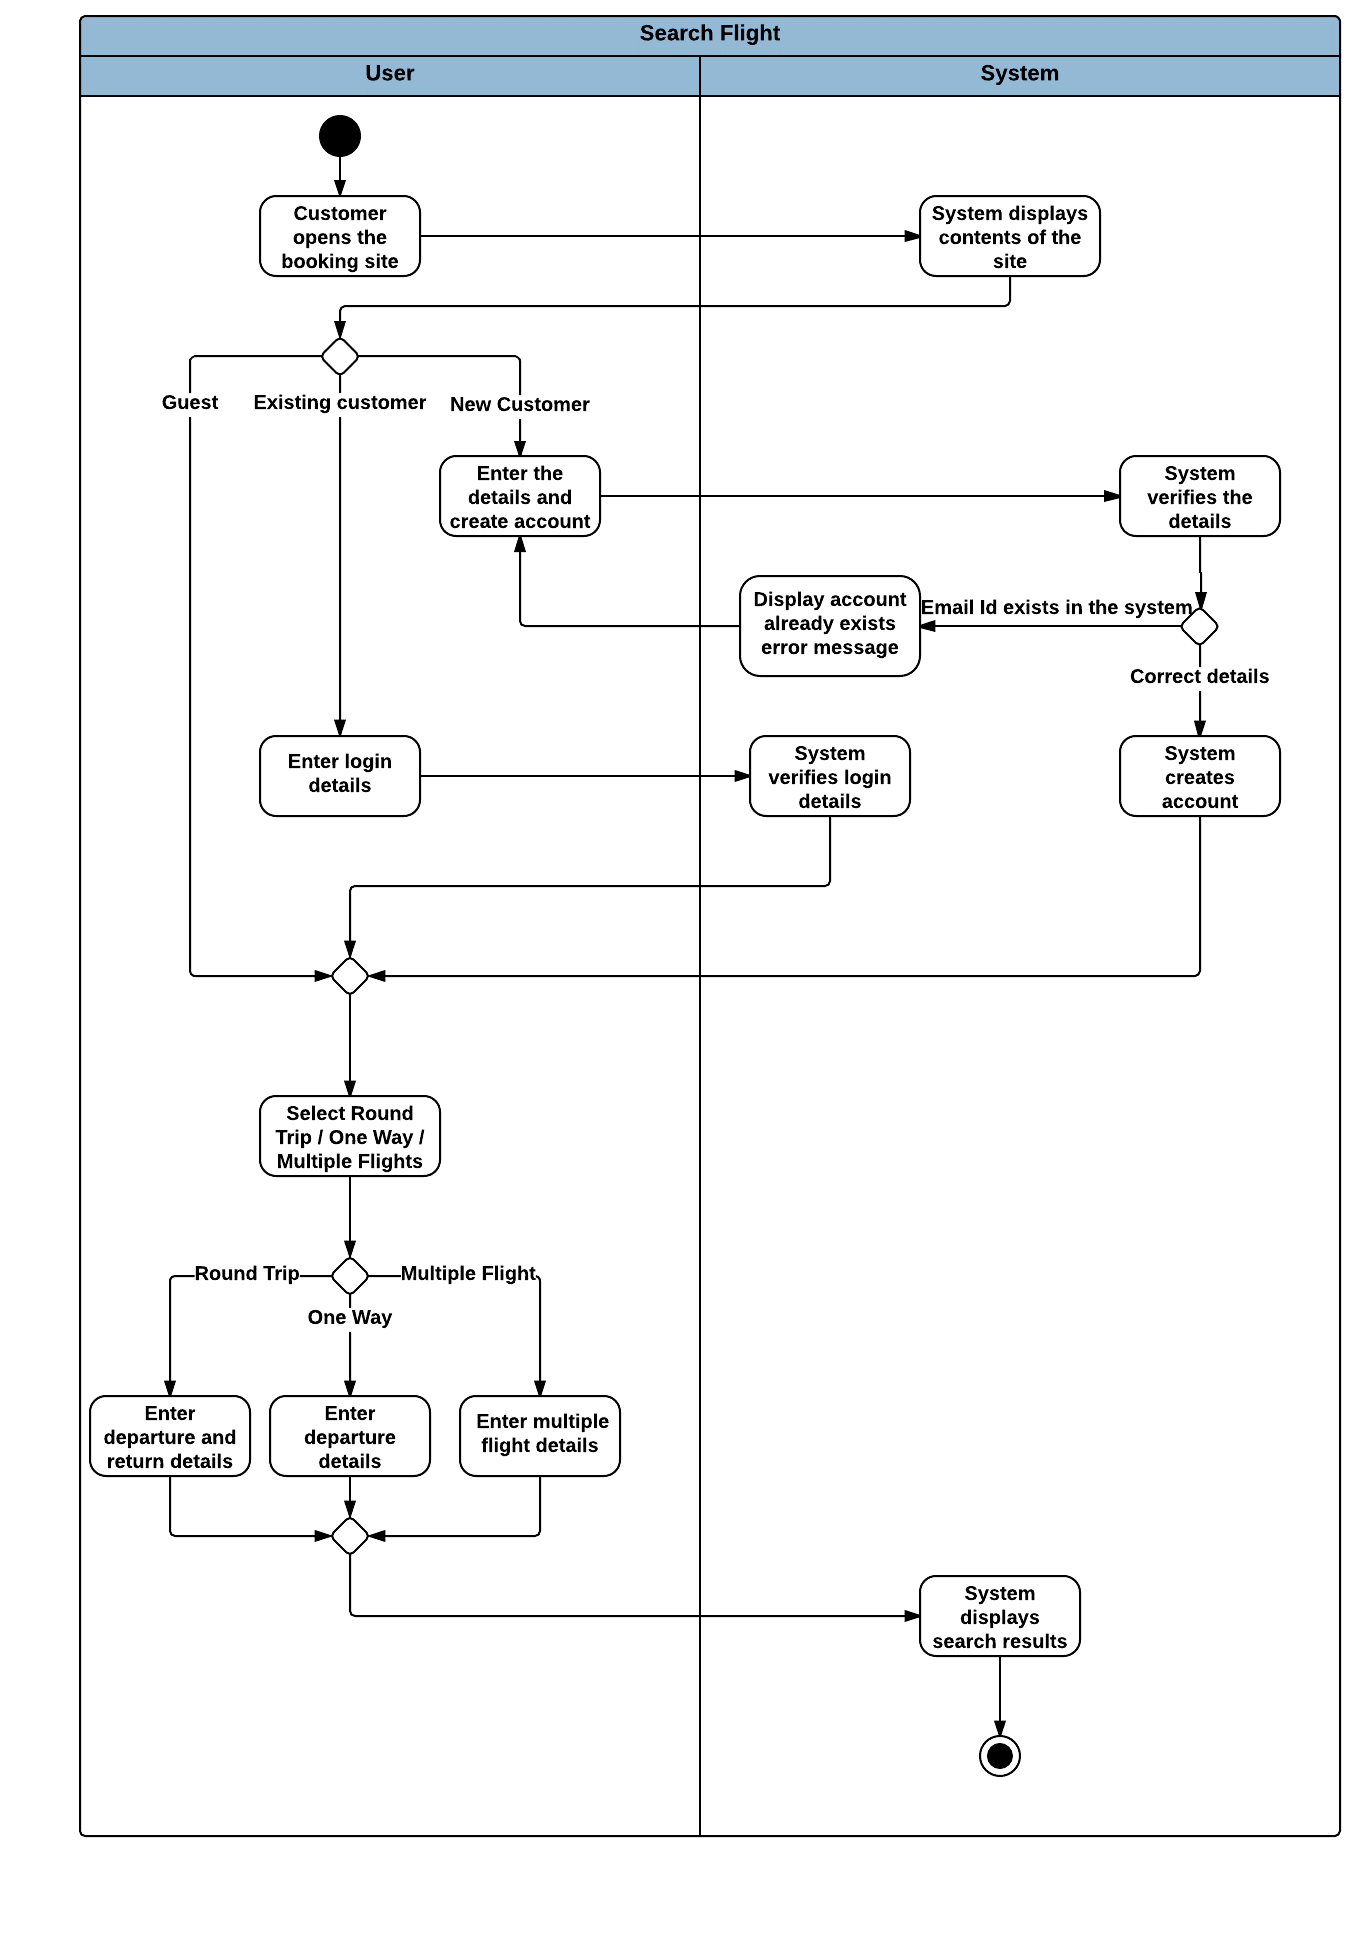 Search Flight
User
System
Customer
opens the
booking site
System displays
contents of the
site
Guest
Existing customer
New Customer
Enter the
details and
create account
System
verifies the
details
Display account
already exists
error message
Email Id exists in the system
Correct details
Enter login
details
System
verifies login
details
System
creates
account
Select Round
Trip / One Way /
Multiple Flights
Round Trip
Multiple Flight
One Way
Enter
departure and
return details
Enter
departure
details
Enter multiple
flight details
System
displays
search results